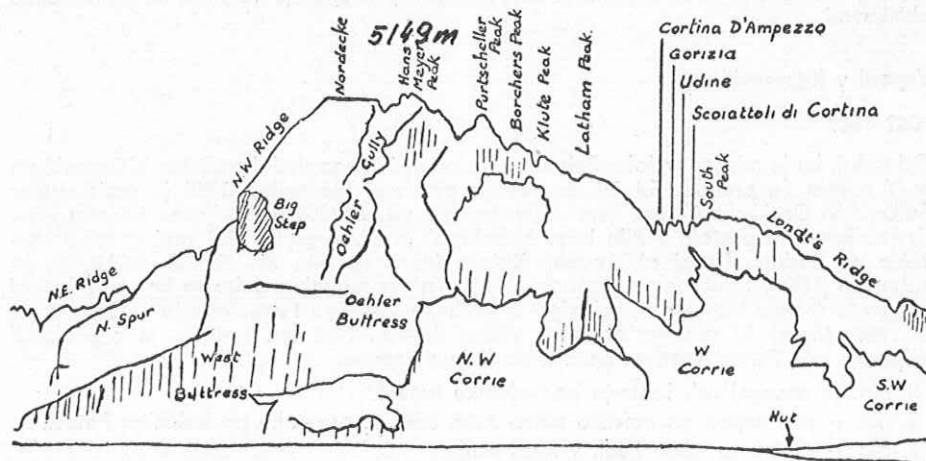 5149m
Nordecke
Hans
Meyer
Peak
Purtscheller
Peak
Borchers Peak
Klute Peak
Latham Peak.
Cortina D'Ampezzo
Gorizia
Udine
Scoiattoli di Cortina
South
Peak
N.W Ridge
Oehler Gully
Big
Step
Londt's
Ridge
N.E. Ridge
N. Spur
Oehler
Buttress
West
Buttress
N.W
Corrie
W
Corrie
S.W
Corrie
Hut